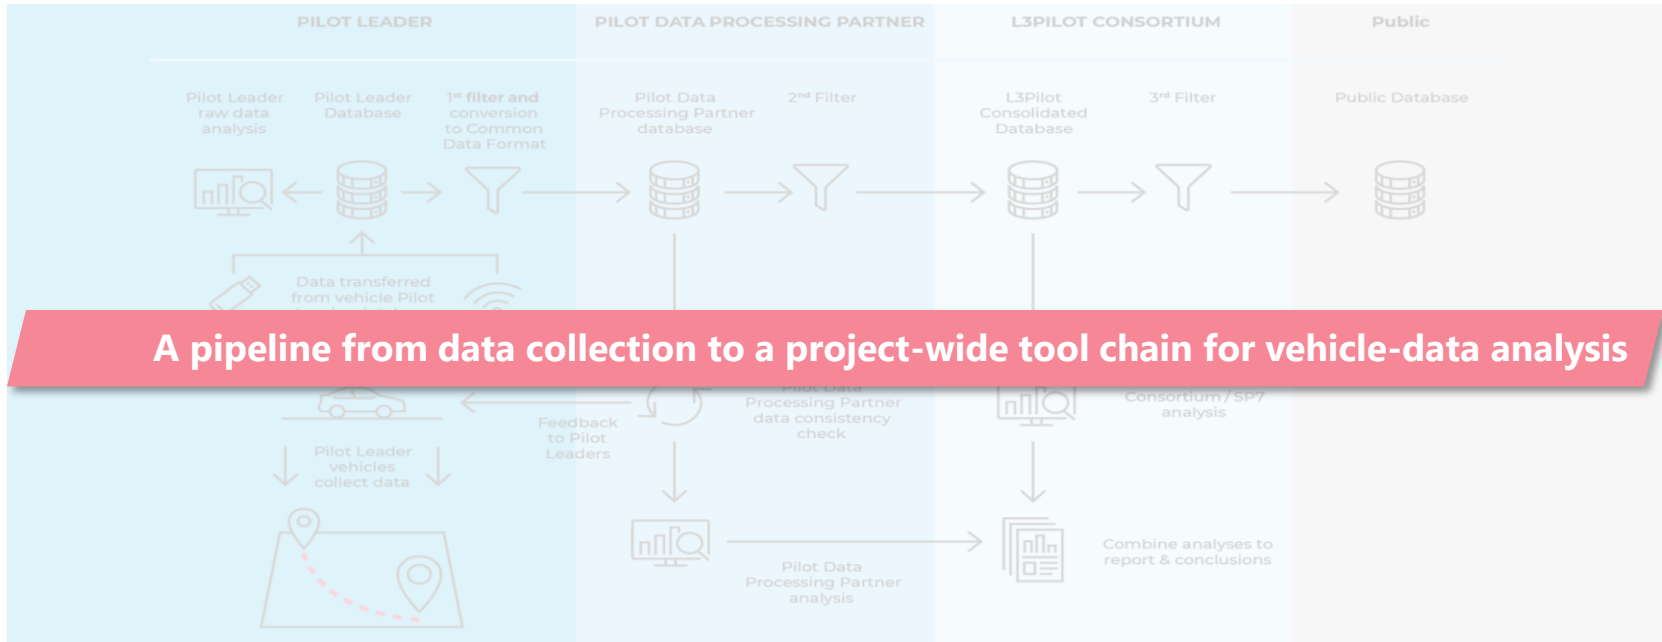 PILOT LEADER
PILOT DATA PROCESSING PARTNER
L3PILOT CONSORTIUM
Public
Pilot Leader
raw data
analysis
Pilot Leader
Database
1st filter and
conversion
to Common
Data Format
Pilot Data
Processing Partner
database
2nd Filter
L3Pilot
Consolidated
Database
3rd Filter
Public Database
Data transferred
from vehicle Pilot
A pipeline from data collection to a project-wide tool chain for vehicle-data analysis
Feedback
to Pilot
Leaders
Pilot Data
Processing Partner
data consistency
check
Consortium / SP7
analysis
Pilot Leader
vehicles
collect data
Pilot Data
Processing Partner
analysis
Combine analyses to
report & conclusions